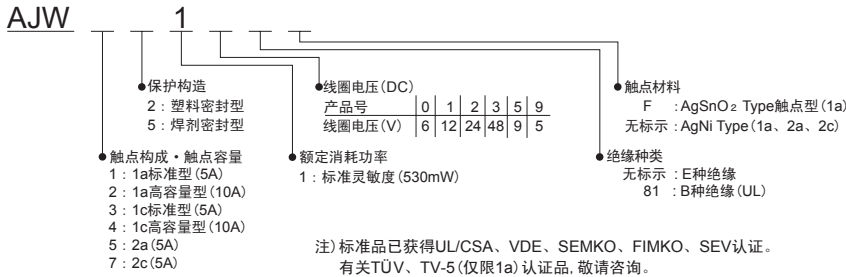 AJW 1
保护构造
2：塑料密封型
5：焊剂密封型
触点构成・触点容量
1：1a标准型(5A)
2：1a高容量型(10A)
3：1c标准型(5A)
4：1c高容量型(10A)
5：2a(5A)
7：2c(5A)
线圈电压(DC)
产品号 0 1 2 3 5 9
线圈电压(V) 6 12 24 48 9 5
额定消耗功率
1：标准灵敏度(530mW)
触点材料
F :AgSnO₂ Type触点型(1a)
无标示：AgNi Type(1a、2a、2c)
绝缘种类
无标示：E种绝缘
81 ：B种绝缘(UL)
注)标准品已获得UL/CSA、VDE、SEMKO、FIMKO、SEV认证。
有关TÜV、TV-5(仅限1a)认证品,敬请咨询。